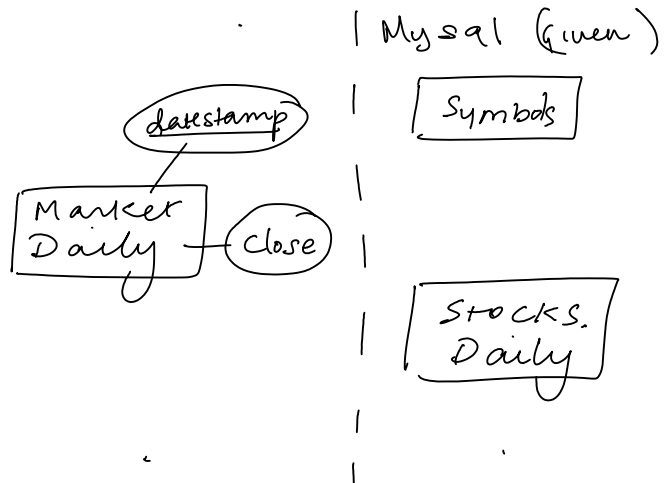 Mysql (Given)
Symbols
datestamp
Market
Daily
Close
Stocks.
Daily